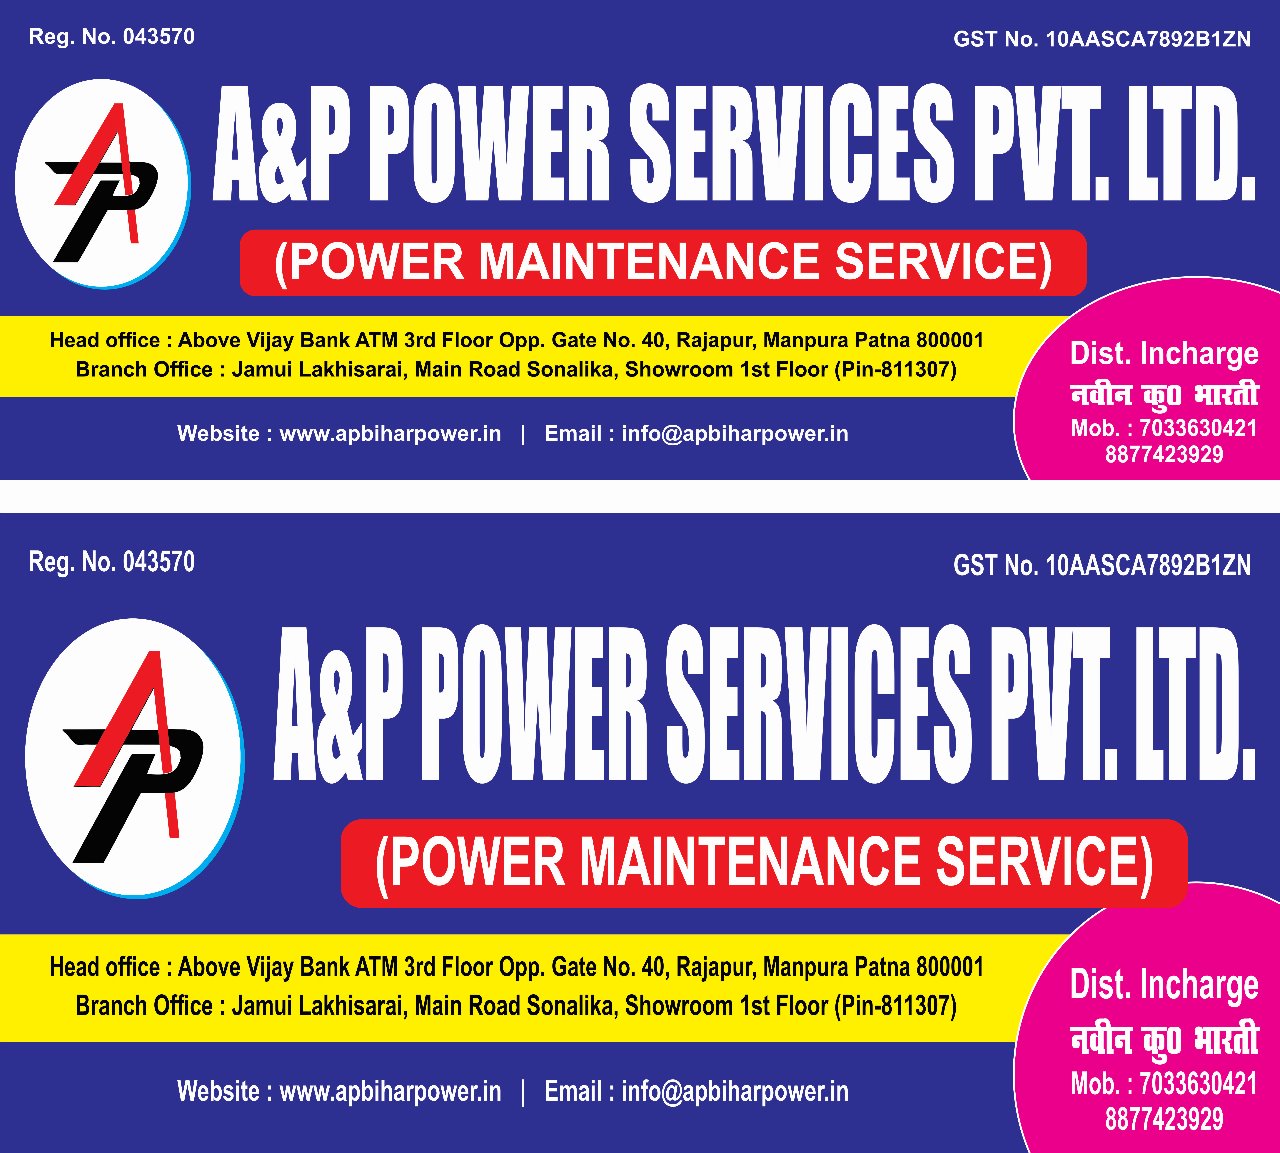 Reg. No. 043570
GST No. 10AASCA7892B1ZN
AP
A&P POWER SERVICES PVT. LTD.
(POWER MAINTENANCE SERVICE)
Head office : Above Vijay Bank ATM 3rd Floor Opp. Gate No. 40, Rajapur, Manpura Patna 800001
Branch Office : Jamui Lakhisarai, Main Road Sonalika, Showroom 1st Floor (Pin-811307)
Website : www.apbiharpower.in | Email : info@apbiharpower.in
Dist. Incharge
नवीन कु0 भारती
Mob. : 7033630421
8877423929
Reg. No. 043570
GST No. 10AASCA7892B1ZN
AP
A&P POWER SERVICES PVT. LTD.
(POWER MAINTENANCE SERVICE)
Head office : Above Vijay Bank ATM 3rd Floor Opp. Gate No. 40, Rajapur, Manpura Patna 800001
Branch Office : Jamui Lakhisarai, Main Road Sonalika, Showroom 1st Floor (Pin-811307)
Website : www.apbiharpower.in | Email : info@apbiharpower.in
Dist. Incharge
नवीन कु0 भारती
Mob. : 7033630421
8877423929